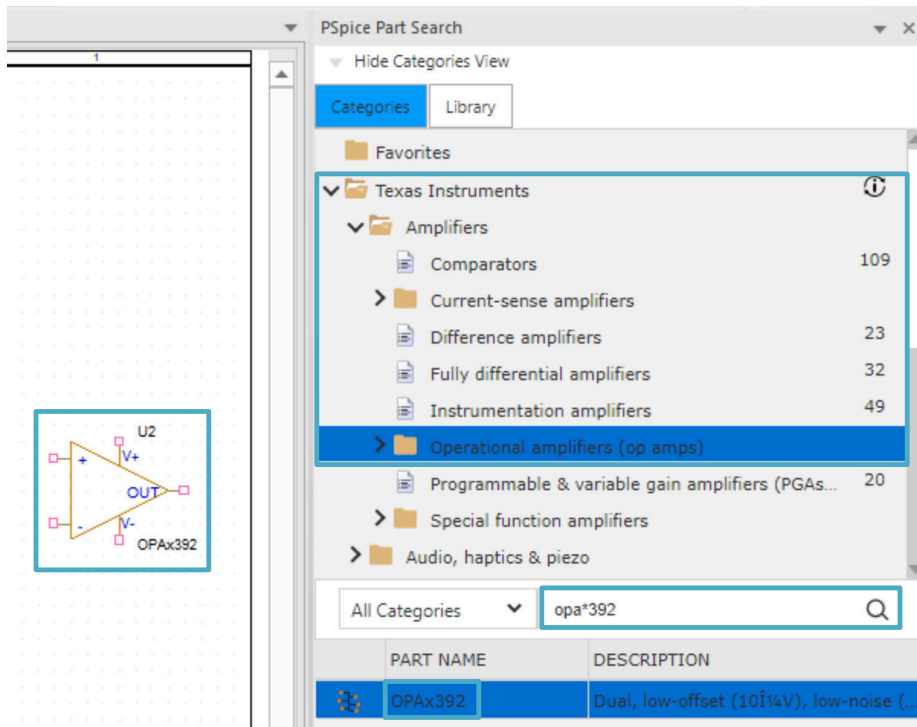 PSpice Part Search
Hide Categories View
1
Categories Library
Favorites
Texas Instruments
Amplifiers
Comparators 109
Current-sense amplifiers
Difference amplifiers 23
Fully differential amplifiers 32
Instrumentation amplifiers 49
Operational amplifiers (op amps)
Programmable & variable gain amplifiers (PGAs... 20
Special function amplifiers
Audio, haptics & piezo
U2
+ V+
OUT
- V-
OPAx392
All Categories opa*392
PART NAME DESCRIPTION
OPAx392 Dual, low-offset (10Î¼V), low-noise (...